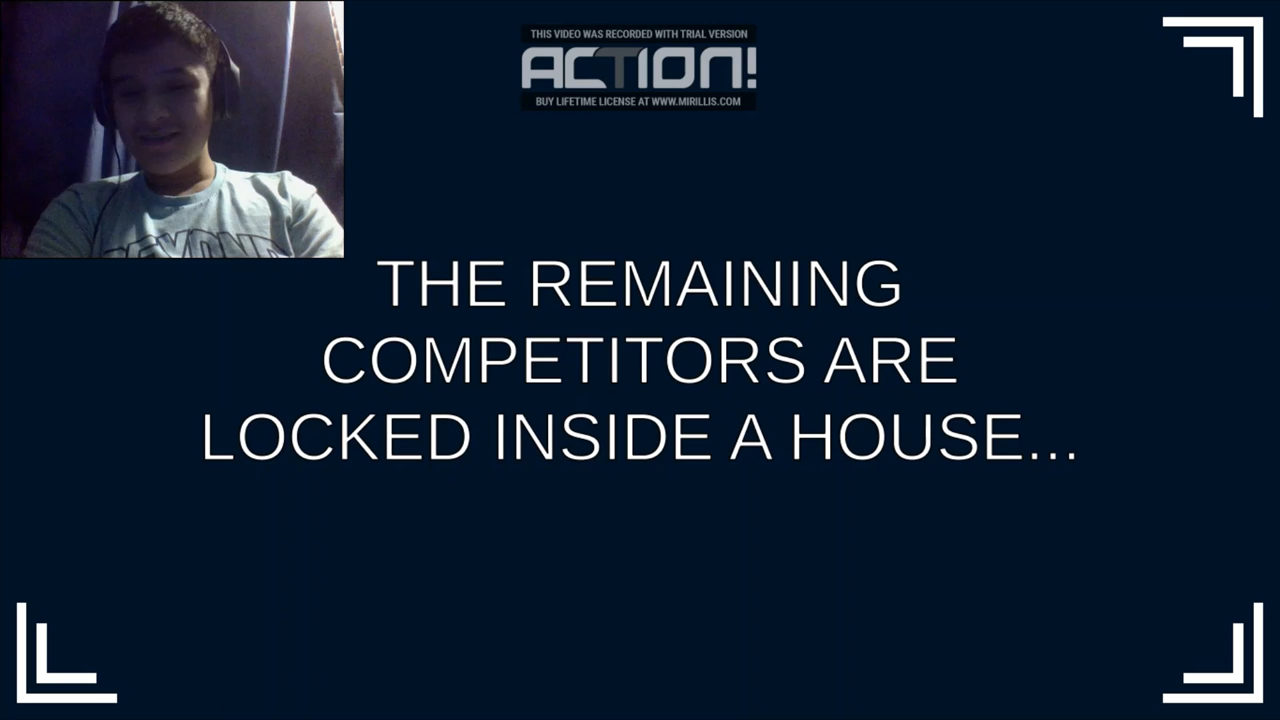 THIS VIDEO WAS RECORDED WITH TRIAL VERSION
ACTION!
BUY LIFETIME LICENSE AT WWW.MIRILLIS.COM
BEYOND
THE REMAINING
COMPETITORS ARE
LOCKED INSIDE A HOUSE...